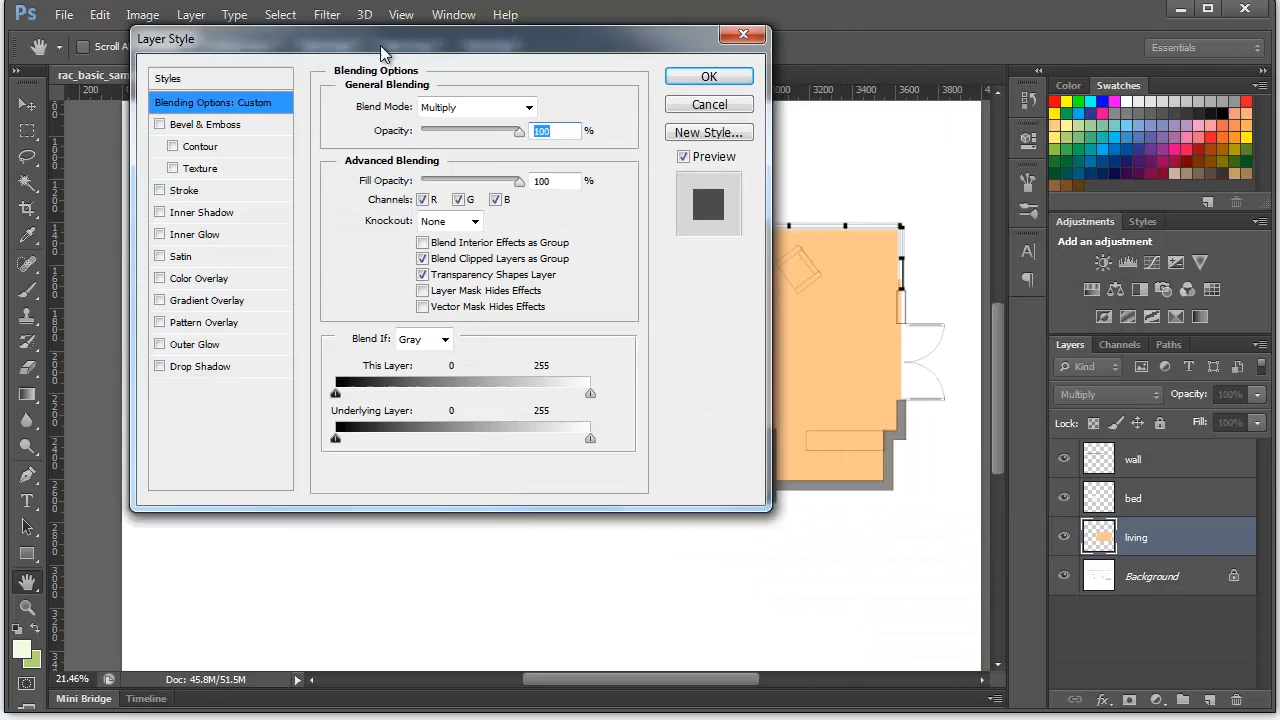 Ps File Edit Image Layer Type Select Filter 3D View Window Help
Scroll A
Essentials
Layer Style
rac_basic_sam
Styles
Blending Options: Custom
Bevel & Emboss
Contour
Texture
Stroke
Inner Shadow
Inner Glow
Satin
Color Overlay
Gradient Overlay
Pattern Overlay
Outer Glow
Drop Shadow
Blending Options
General Blending
Blend Mode: Multiply
Opacity: 100 %
Advanced Blending
Fill Opacity: 100 %
Channels: R G B
Knockout: None
Blend Interior Effects as Group
Blend Clipped Layers as Group
Transparency Shapes Layer
Layer Mask Hides Effects
Vector Mask Hides Effects
Blend If: Gray
This Layer: 0 255
Underlying Layer: 0 255
OK
Cancel
New Style...
Preview
200
3200 3400 3600 3800 4
Color Swatches
Adjustments Styles
Add an adjustment
Layers Channels Paths
Kind
Multiply Opacity: 100%
Lock: Fill: 100%
wall
bed
living
Background
21.46% Doc: 45.8M/51.5M
Mini Bridge Timeline